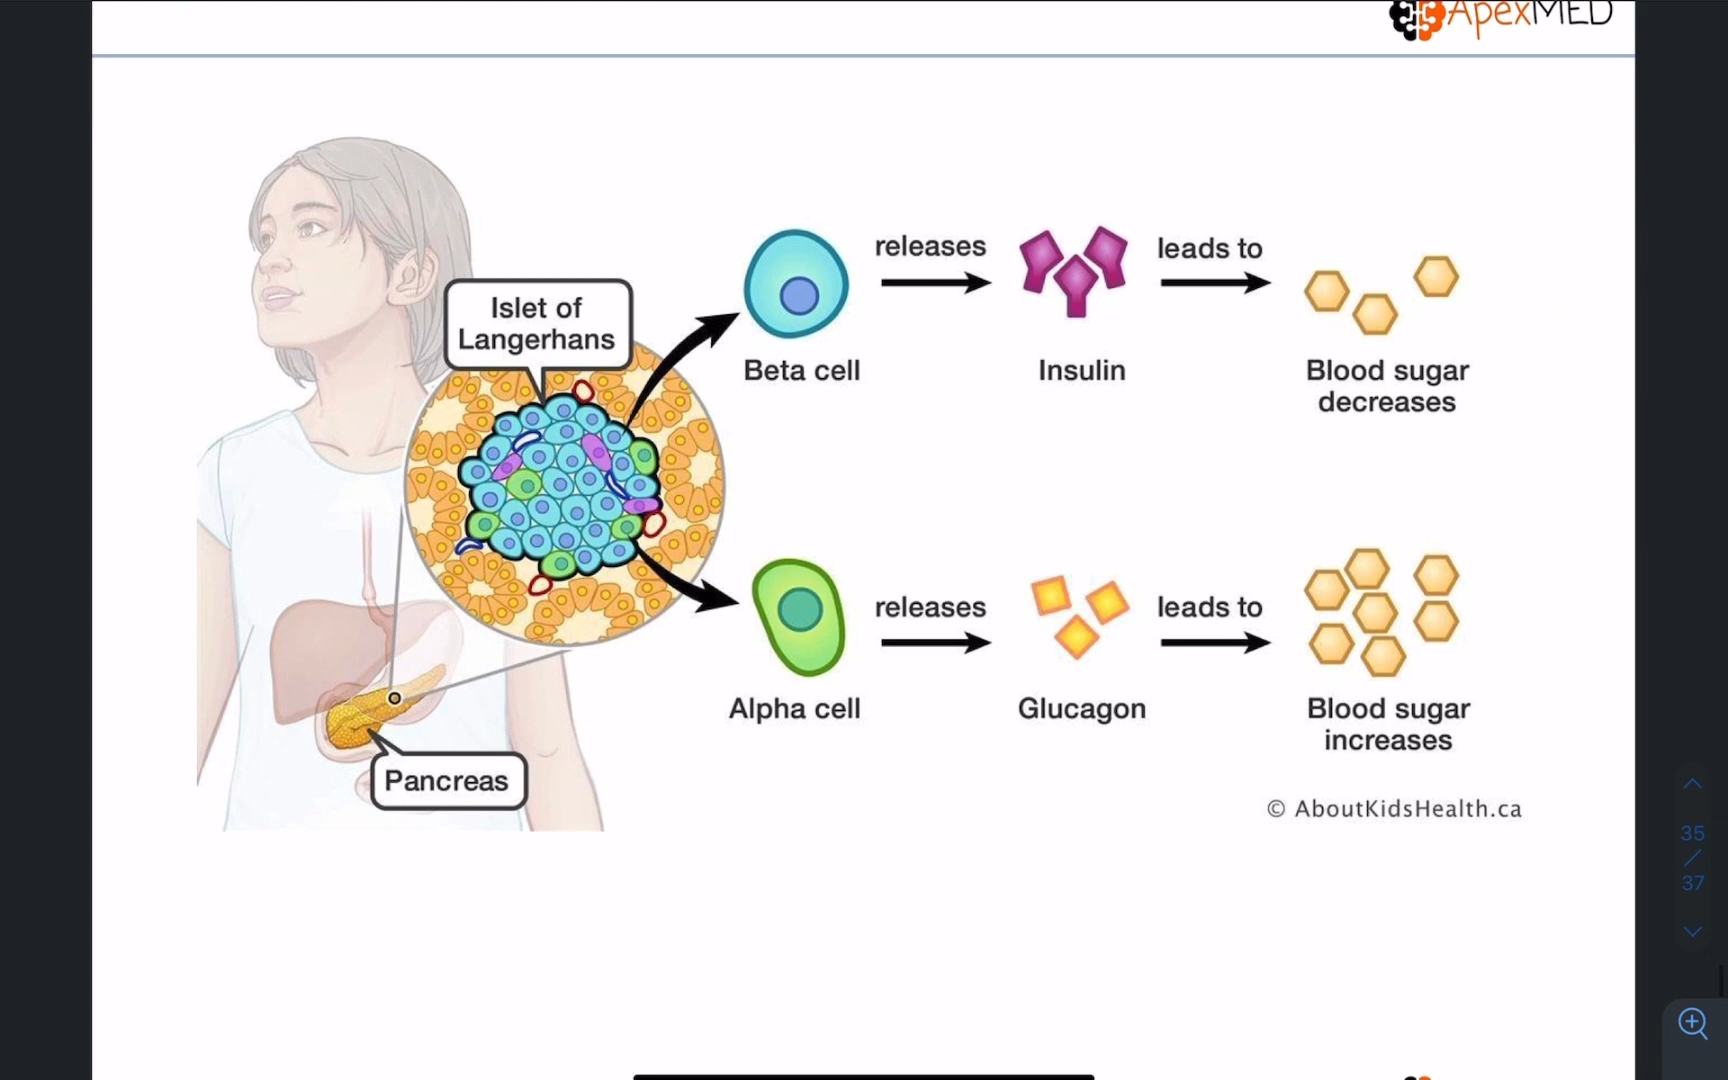 ApexMED
Islet of
Langerhans
Pancreas
releases
leads to
Beta cell
Insulin
Blood sugar
decreases
releases
leads to
Alpha cell
Glucagon
Blood sugar
increases
© AboutKidsHealth.ca
35
/
37